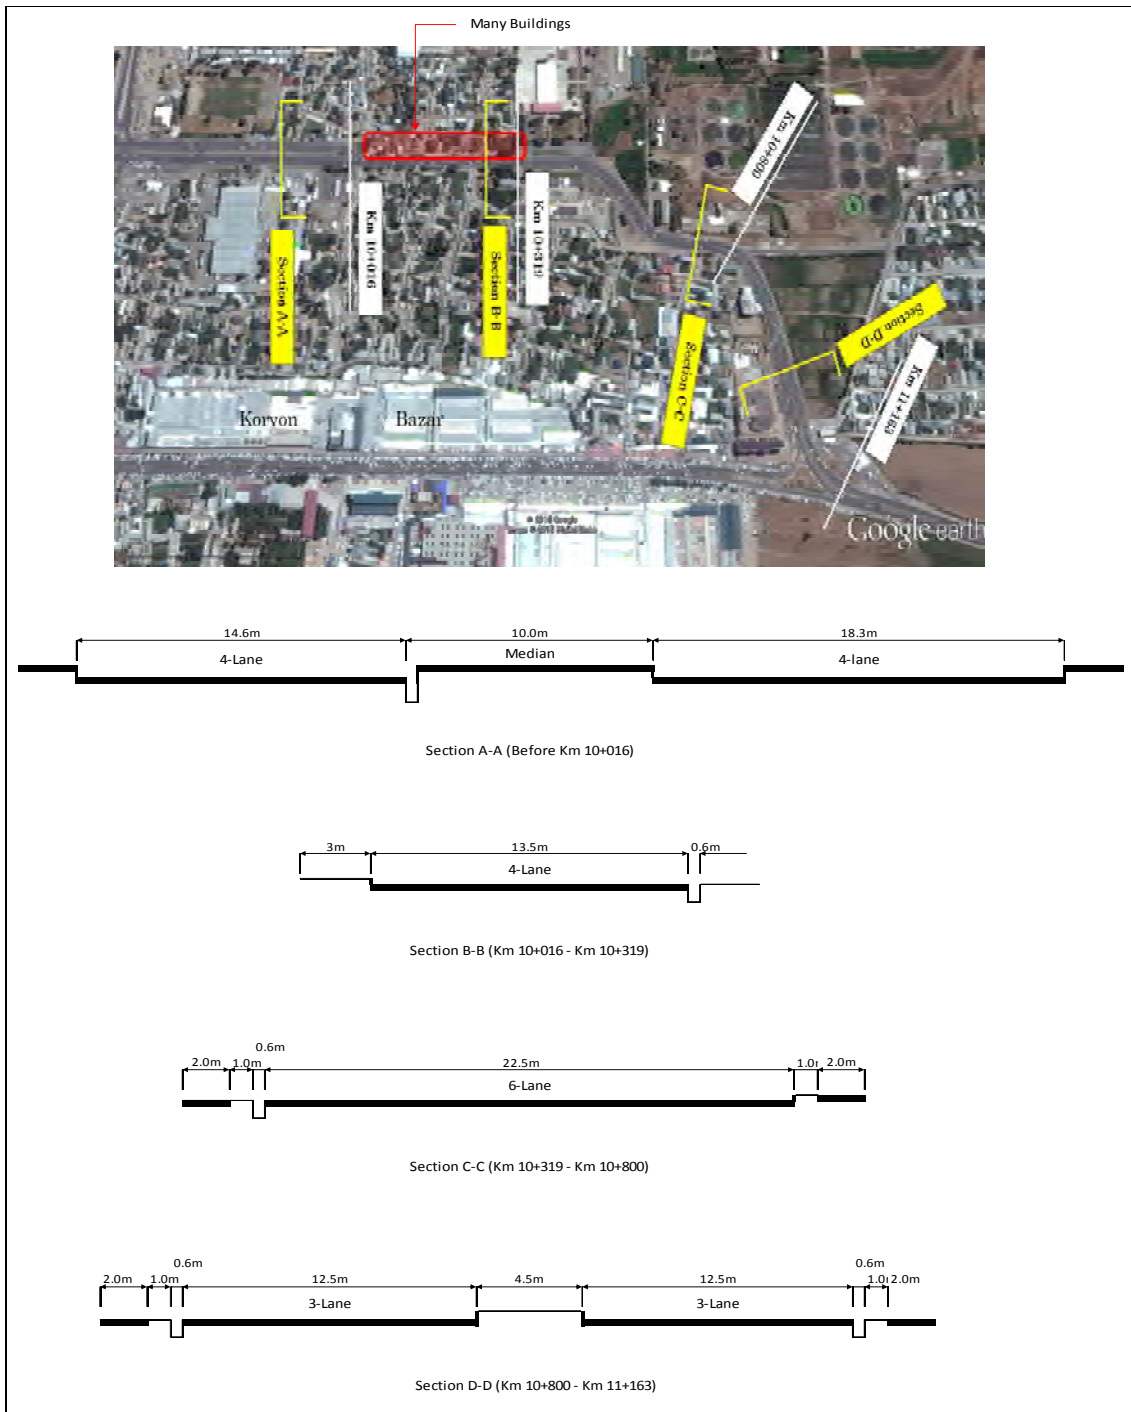 Many Buildings
Km 10+016
Km 10+319
Km 10+800
Km 11+163
Section A-A
Section B-B
Section C-C
Section D-D
Koryon Bazar
Google earth
14.6m 10.0m 18.3m
4-Lane Median 4-lane
Section A-A (Before Km 10+016)
3m 13.5m 0.6m
4-Lane
Section B-B (Km 10+016 - Km 10+319)
0.6m
2.0m 1.0m 22.5m 1.0 2.0m
6-Lane
Section C-C (Km 10+319 - Km 10+800)
0.6m 0.6m
2.0m 1.0m 12.5m 4.5m 12.5m 1.0 2.0m
3-Lane 3-Lane
Section D-D (Km 10+800 - Km 11+163)